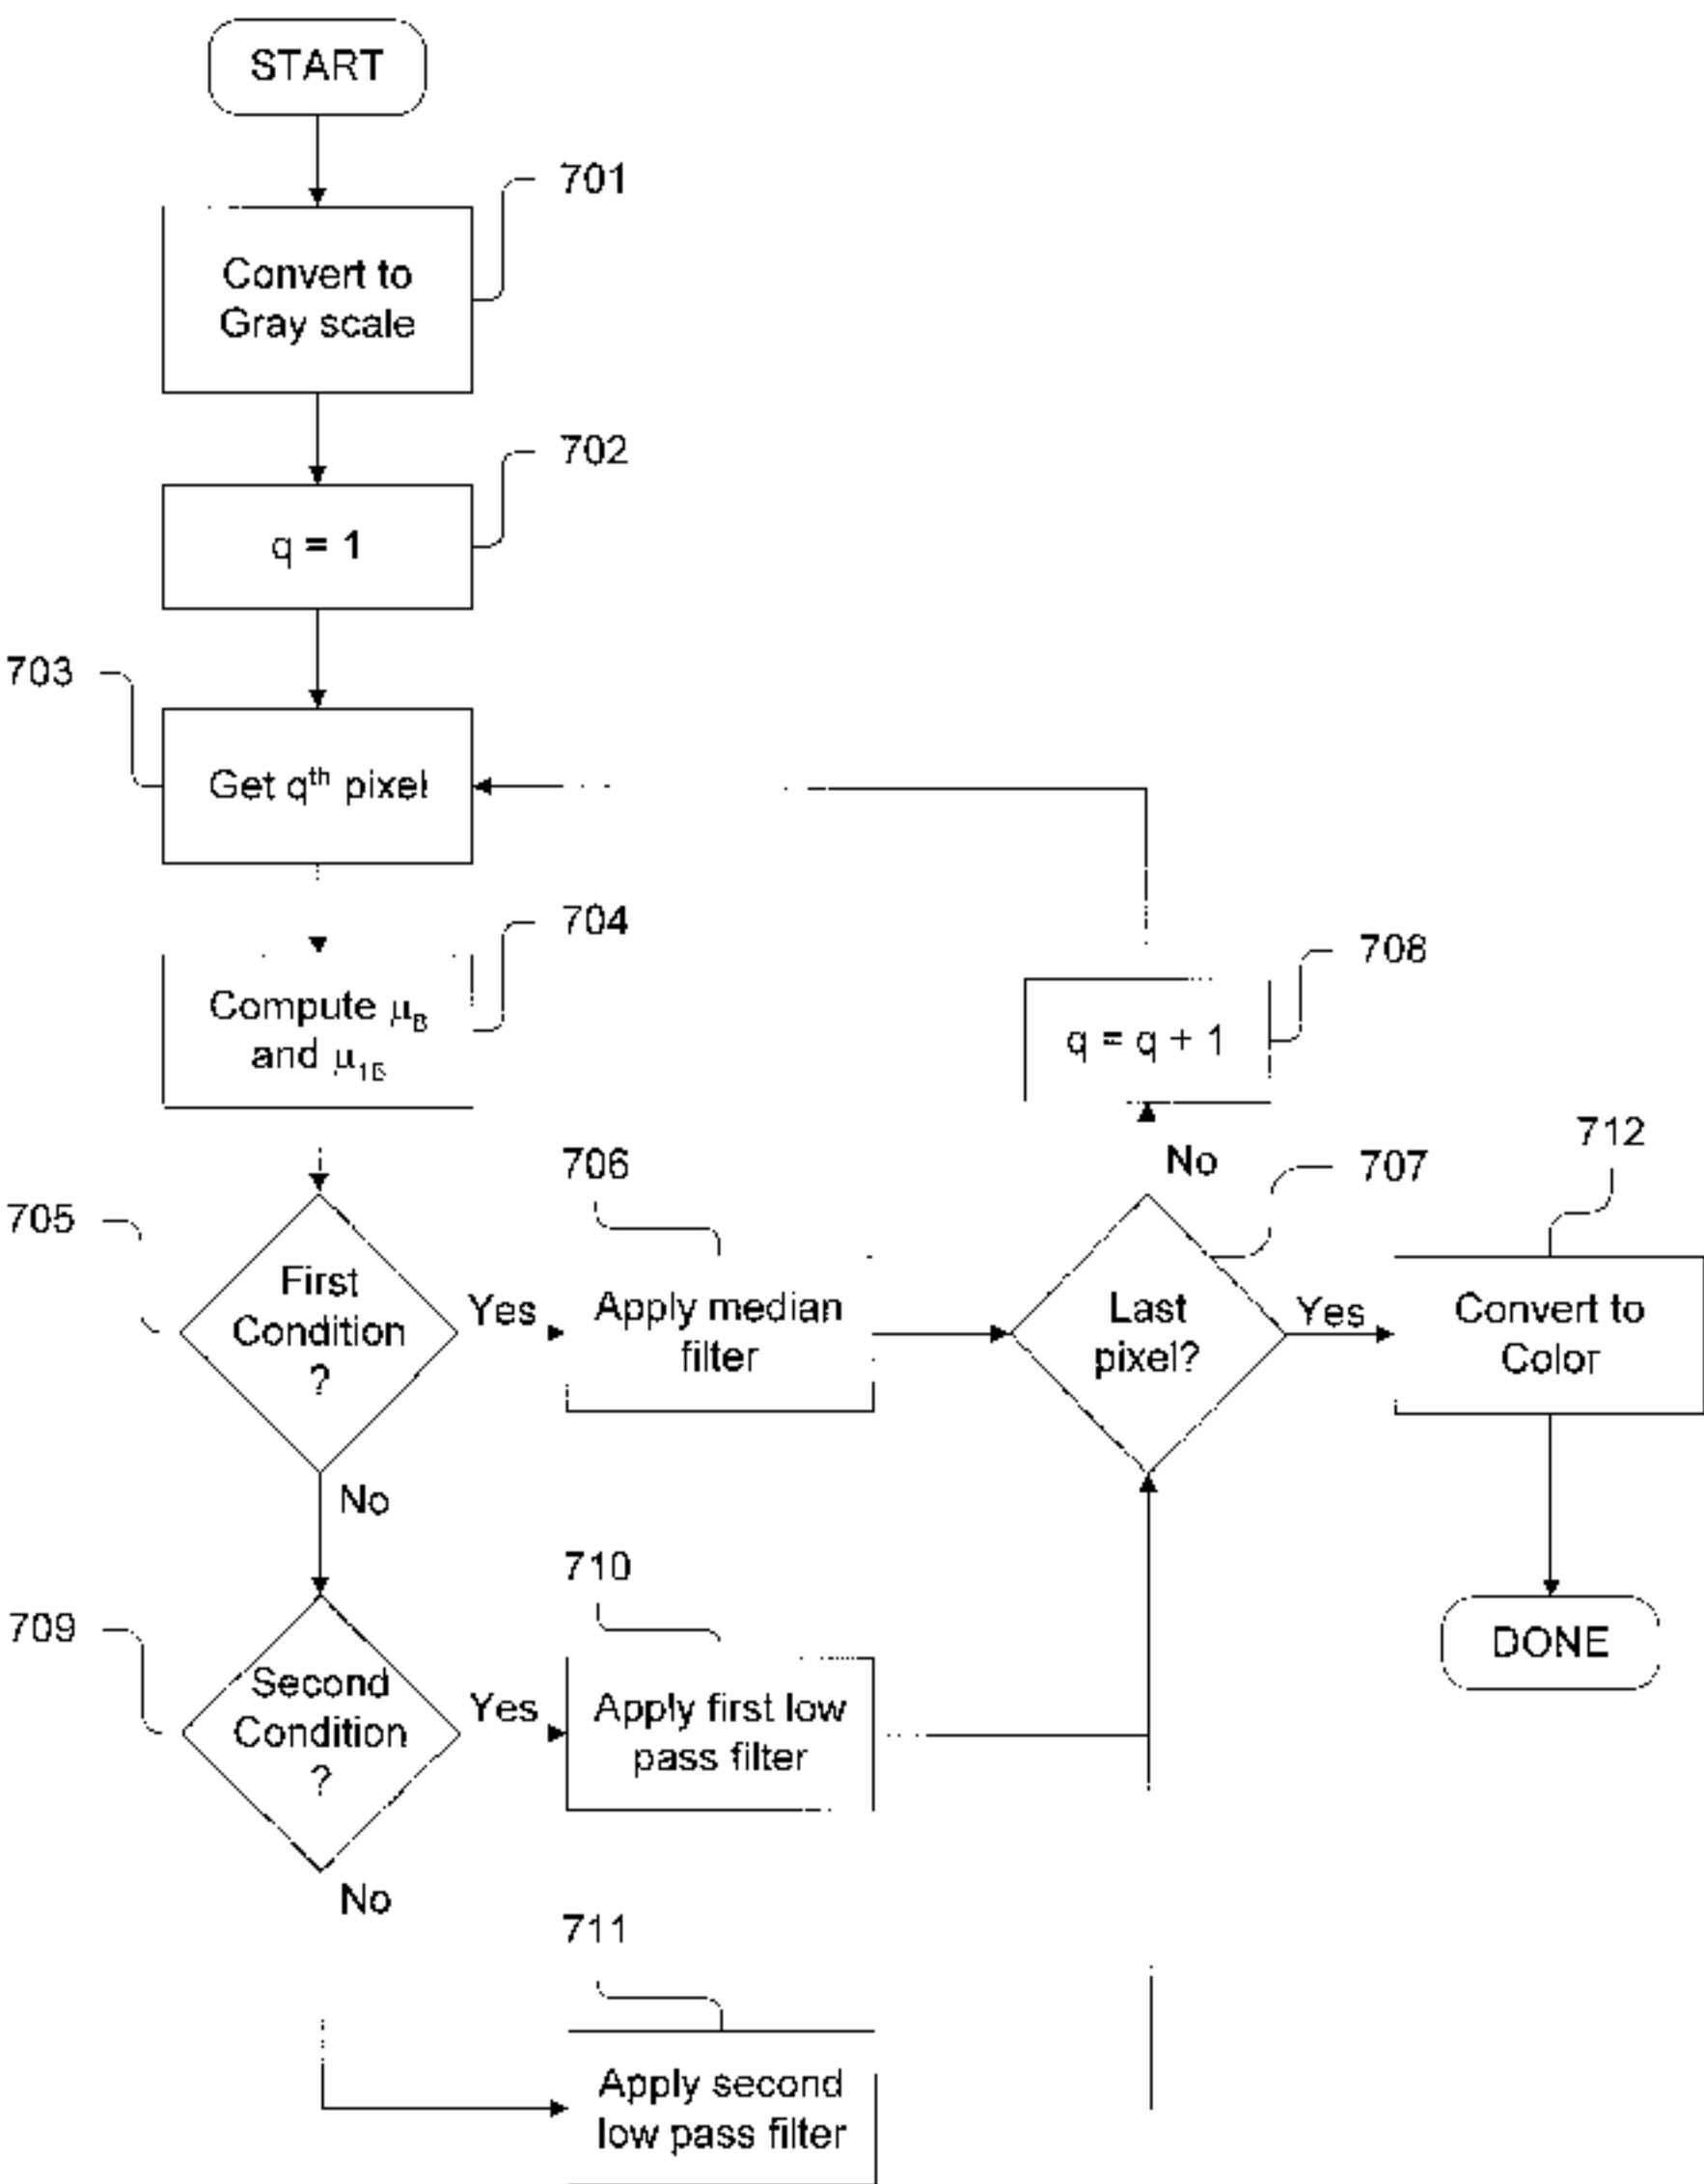 START
701
Convert to
Gray scale
702
q = 1
703
Get qth pixel
704
Compute μB
and μ1B
708
q = q + 1
712
706
No
707
705
First
Condition
?
Yes
Apply median
filter
Last
pixel?
Yes
Convert to
Color
No
710
709
Second
Condition
?
Yes
Apply first low
pass filter
DONE
No
711
Apply second
low pass filter